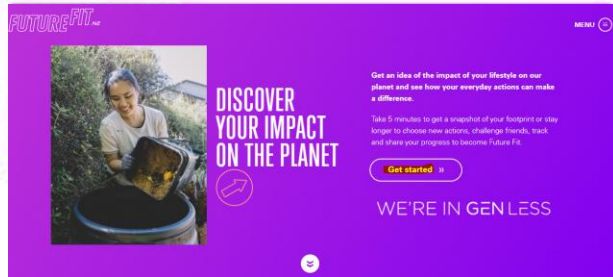 FUTURE FIT.NZ
MENU
DISCOVER
YOUR IMPACT
ON THE PLANET
Get an idea of the impact of your lifestyle on our
planet and see how your everyday actions can make
a difference.
Take 5 minutes to get a snapshot of your footprint or stay
longer to choose new actions, challenge friends, track
and share your progress to become Future Fit.
Get started »
WE'RE IN GEN LESS